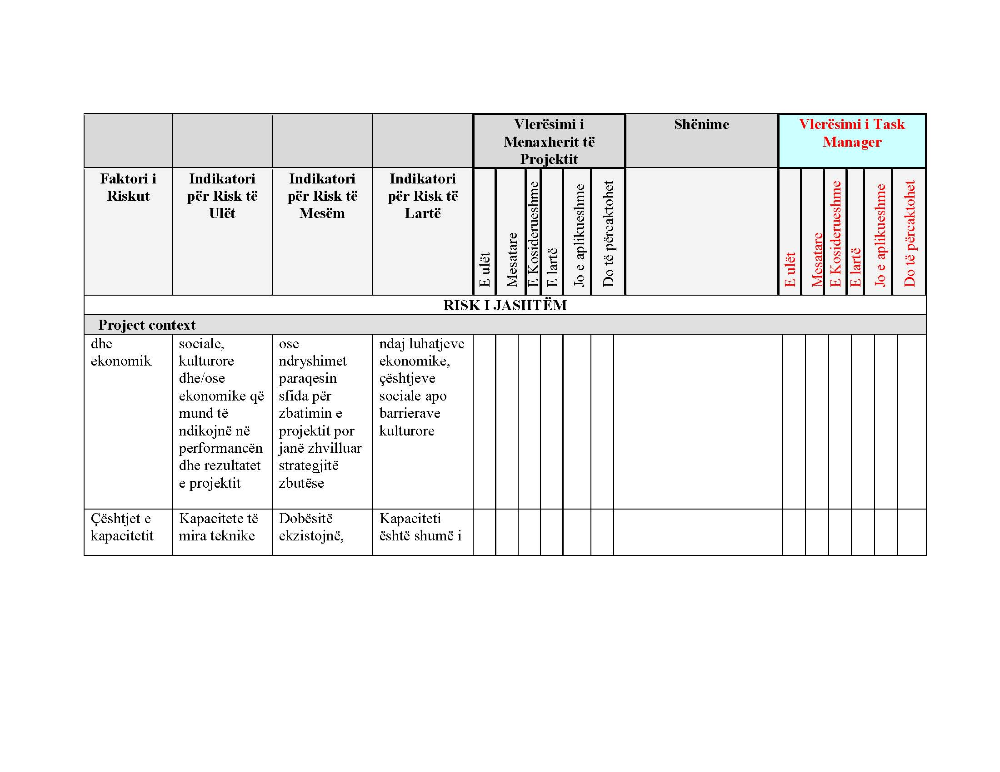 Vlerësimi i
Menaxherit të
Projektit
Shënime
Vlerësimi i Task
Manager
Faktori i
Riskut
Indikatori
për Risk të
Ulët
Indikatori
për Risk të
Mesëm
Indikatori
për Risk të
Lartë
E ulët
Mesatare
E Kosiderueshme
E lartë
Jo e aplikueshme
Do të përcaktohet
E ulët
Mesatare
E Kosiderueshme
E lartë
Jo e aplikueshme
Do të përcaktohet
RISK I JASHTËM
Project context
dhe
ekonomik
sociale,
kulturore
dhe/ose
ekonomike që
mund të
ndikojnë në
performancën
dhe rezultatet
e projektit
ose
ndryshimet
paraqesin
sfida për
zbatimin e
projektit por
janë zhvilluar
strategjitë
zbutëse
ndaj luhatjeve
ekonomike,
çështjeve
sociale apo
barrierave
kulturore
Çështjet e
kapacitetit
Kapacitete të
mira teknike
Dobësitë
ekzistojnë,
Kapaciteti
është shumë i